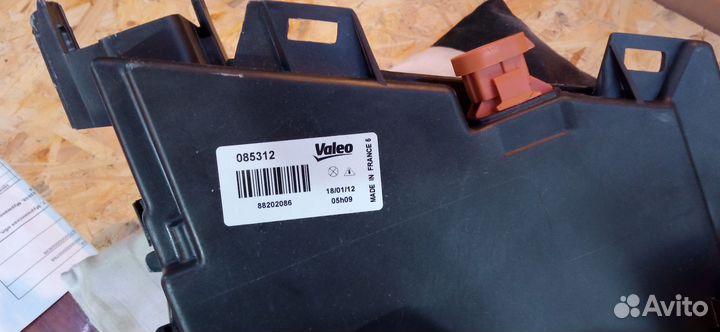 085312
Valeo
88202086
18/01/12
05h09
MADE IN FRANCE 6
Avito